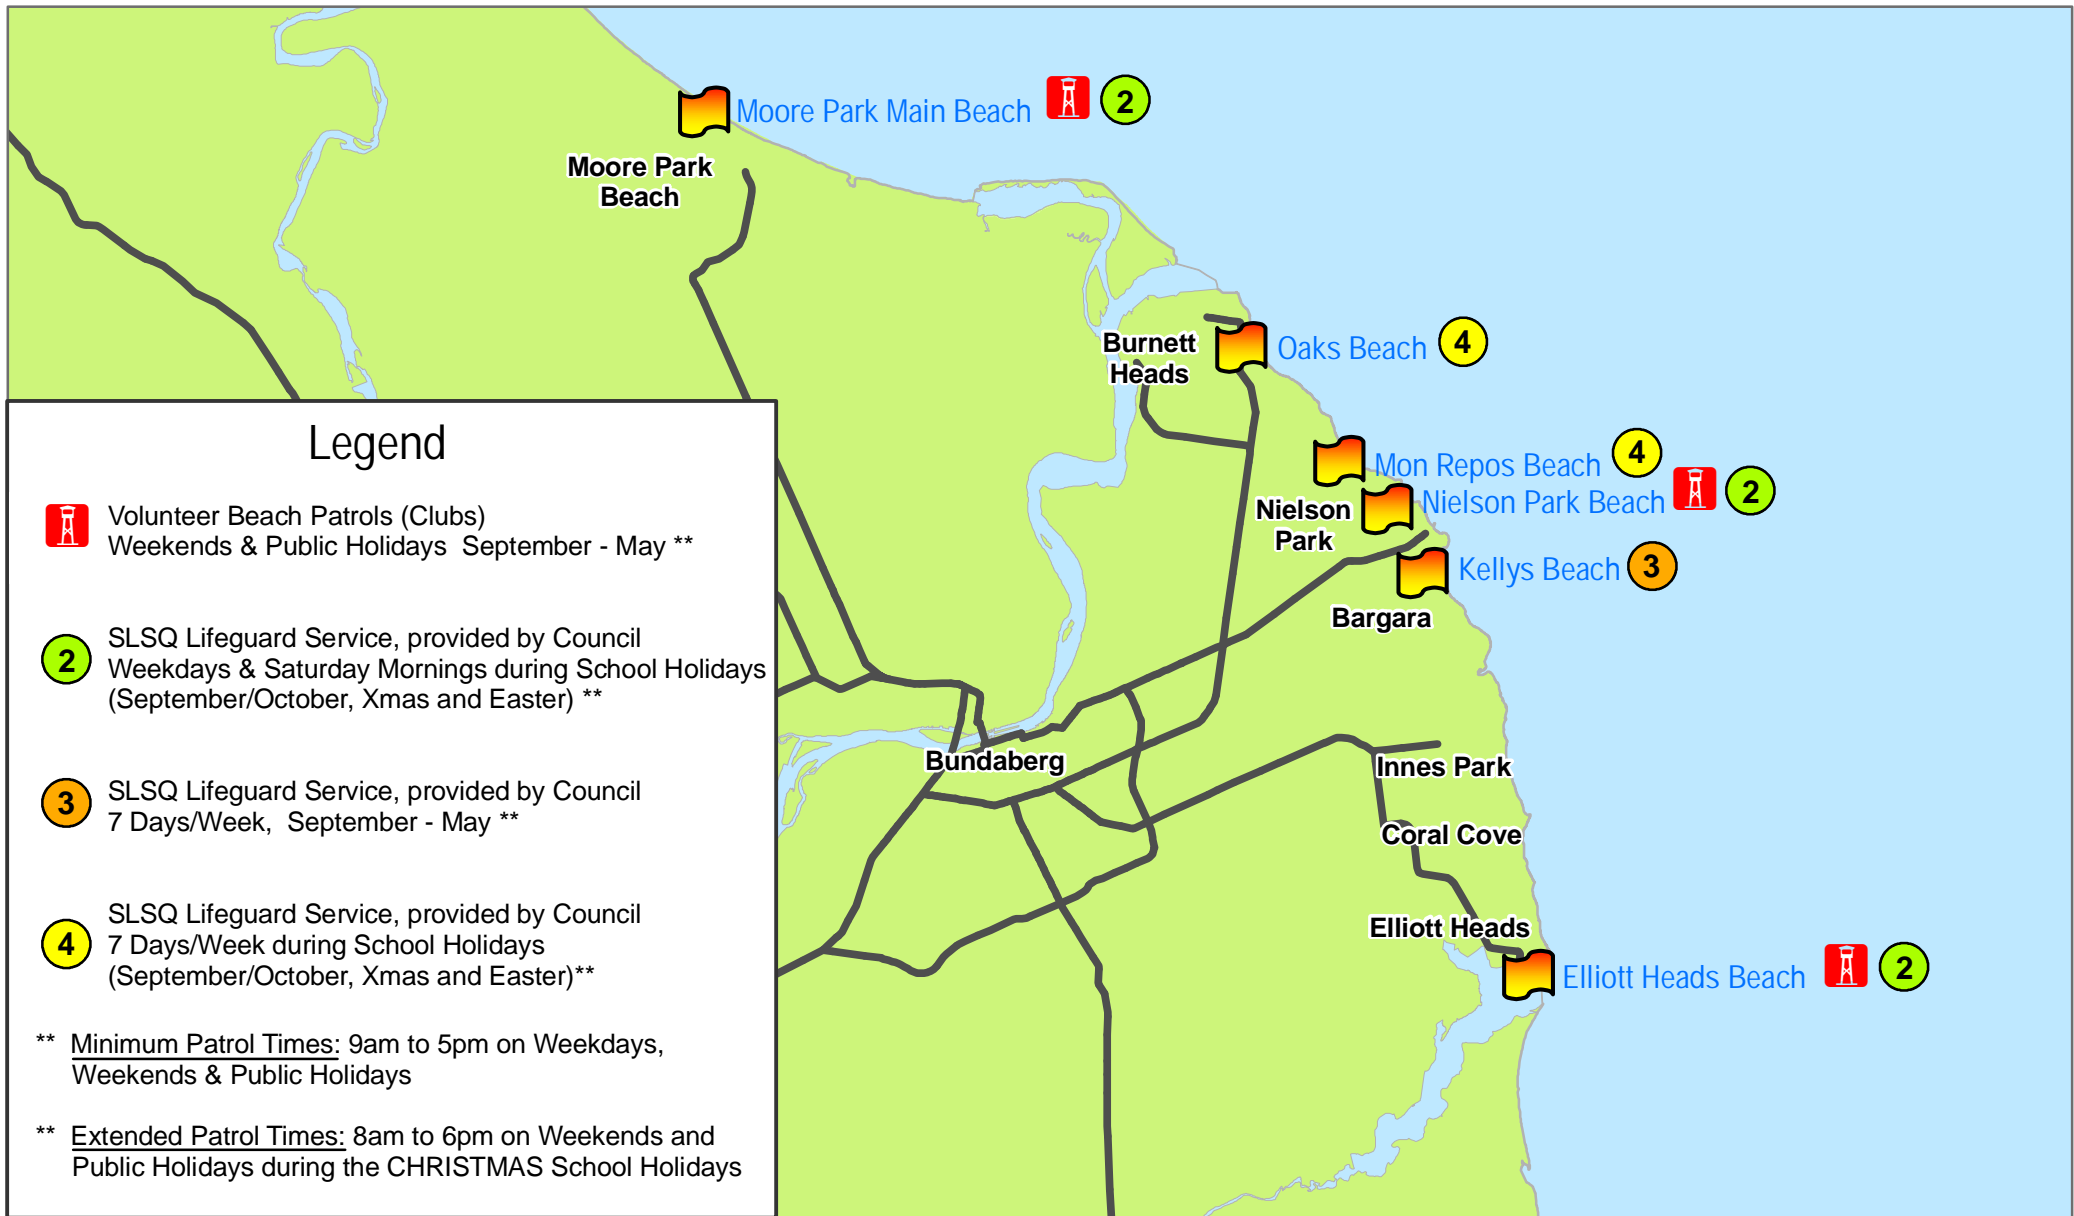 Moore Park Main Beach 2
Moore Park
Beach
Burnett
Heads
Oaks Beach 4
Mon Repos Beach 4
Nielson Park Beach 2
Nielson
Park
Kellys Beach 3
Bargara
Bundaberg
Innes Park
Coral Cove
Elliott Heads
Elliott Heads Beach 2
Legend
Volunteer Beach Patrols (Clubs)
Weekends & Public Holidays  September - May **
2
SLSQ Lifeguard Service, provided by Council
Weekdays & Saturday Mornings during School Holidays
(September/October, Xmas and Easter) **
3
SLSQ Lifeguard Service, provided by Council
7 Days/Week,  September - May **
4
SLSQ Lifeguard Service, provided by Council
7 Days/Week during School Holidays
(September/October, Xmas and Easter)**
** Minimum Patrol Times: 9am to 5pm on Weekdays,
Weekends & Public Holidays
** Extended Patrol Times: 8am to 6pm on Weekends and
Public Holidays during the CHRISTMAS School Holidays